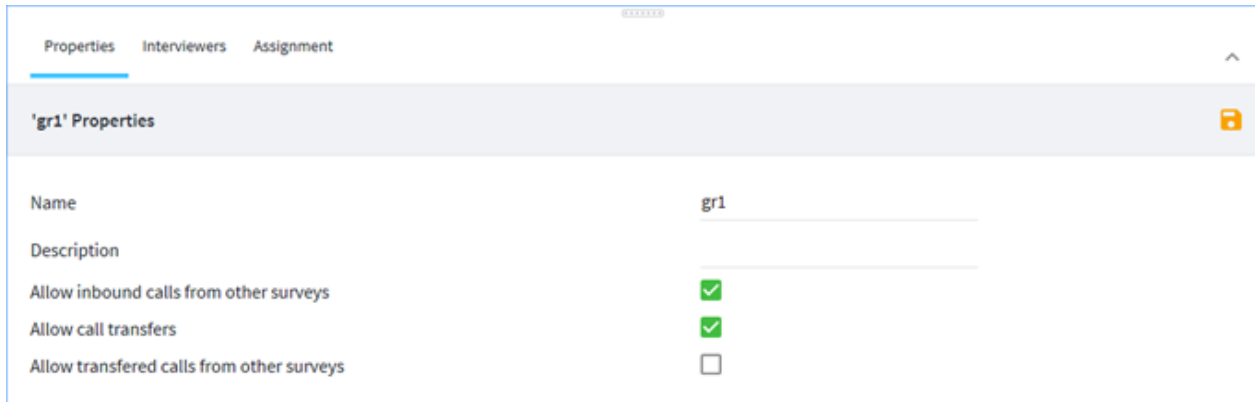 Properties Interviewers Assignment
'gr1' Properties
Name gr1
Description
Allow inbound calls from other surveys
Allow call transfers
Allow transfered calls from other surveys